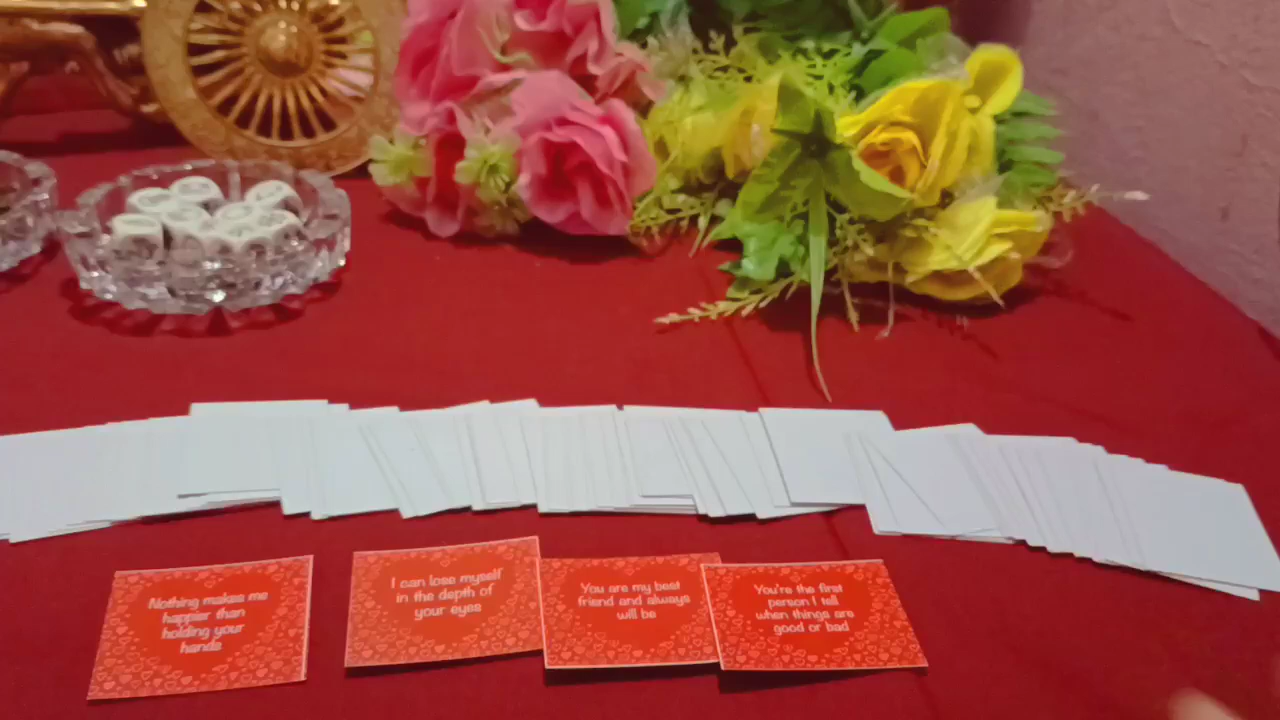 Nothing makes me
happier than
holding your
hands
I can lose myself
in the depth of
your eyes
You are my best
friend and always
will be
You're the first
person I tell
when things are
good or bad